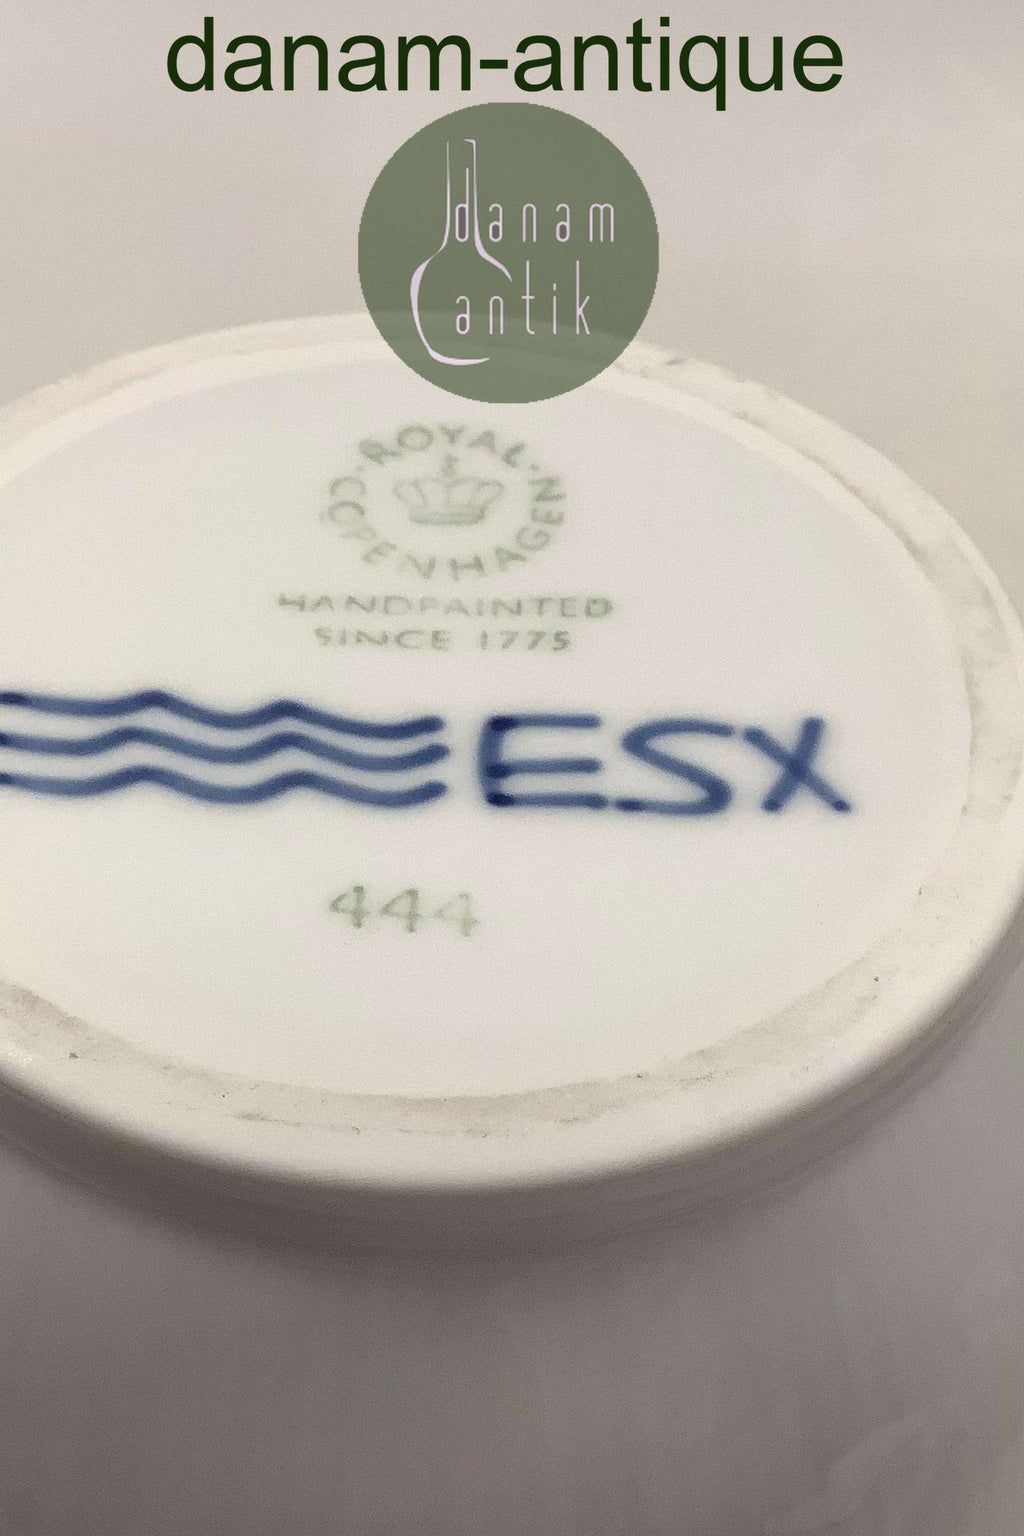 danam-antique
danam
antik
·ROYAL·
COPENHAGEN
HANDPAINTED
SINCE 1775
ESX
444